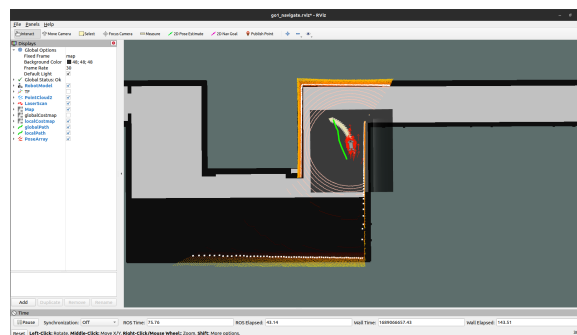 go1_navigate.rviz* - RViz
File Panels Help
Interact Move Camera Select Focus Camera Measure 2D Pose Estimate 2D Nav Goal Publish Point
Displays
Global Options
Fixed Frame map
Background Color 48; 48; 48
Frame Rate 30
Default Light
Global Status: Ok
RobotModel
TF
PointCloud2
LaserScan
Map
globalCostmap
localCostmap
globalPath
localPath
PoseArray
Add Duplicate Remove Rename
Time
Pause Synchronization: Off ROS Time: 75.76 ROS Elapsed: 43.14 Wall Time: 1689066657.43 Wall Elapsed: 143.51
Reset Left-Click: Rotate. Middle-Click: Move X/Y. Right-Click/Mouse Wheel: Zoom. Shift: More options.